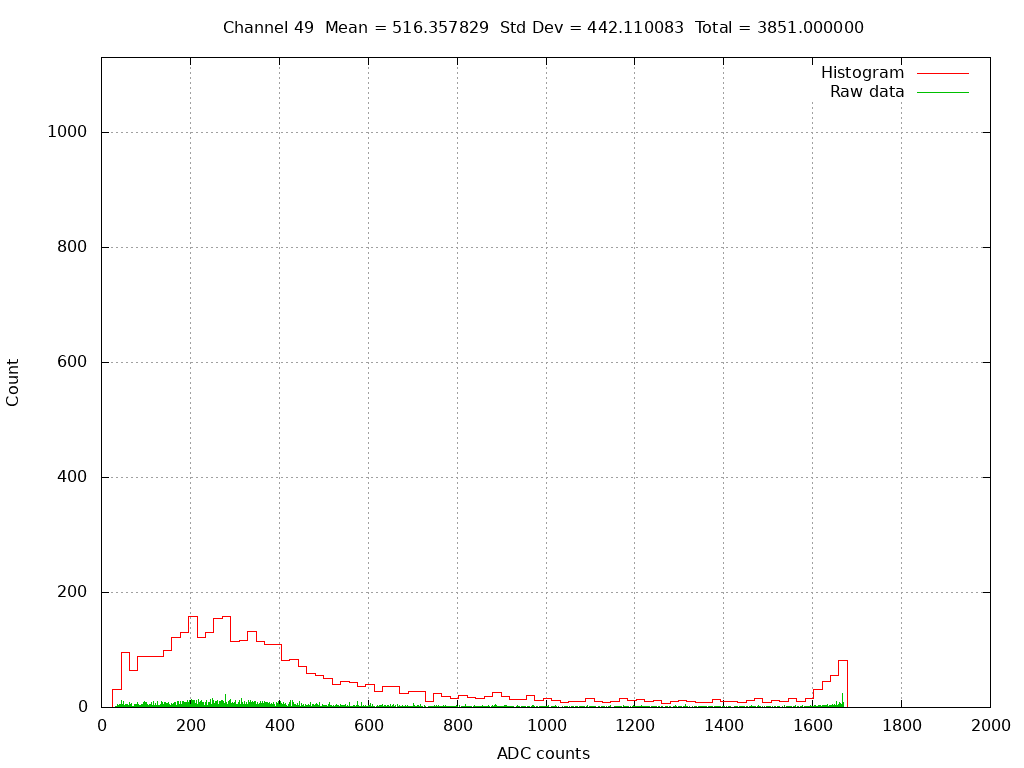 Channel 49  Mean = 516.357829  Std Dev = 442.110083  Total = 3851.000000
Histogram
Raw data
1000
800
600
400
200
0
Count
0 200 400 600 800 1000 1200 1400 1600 1800 2000
ADC counts